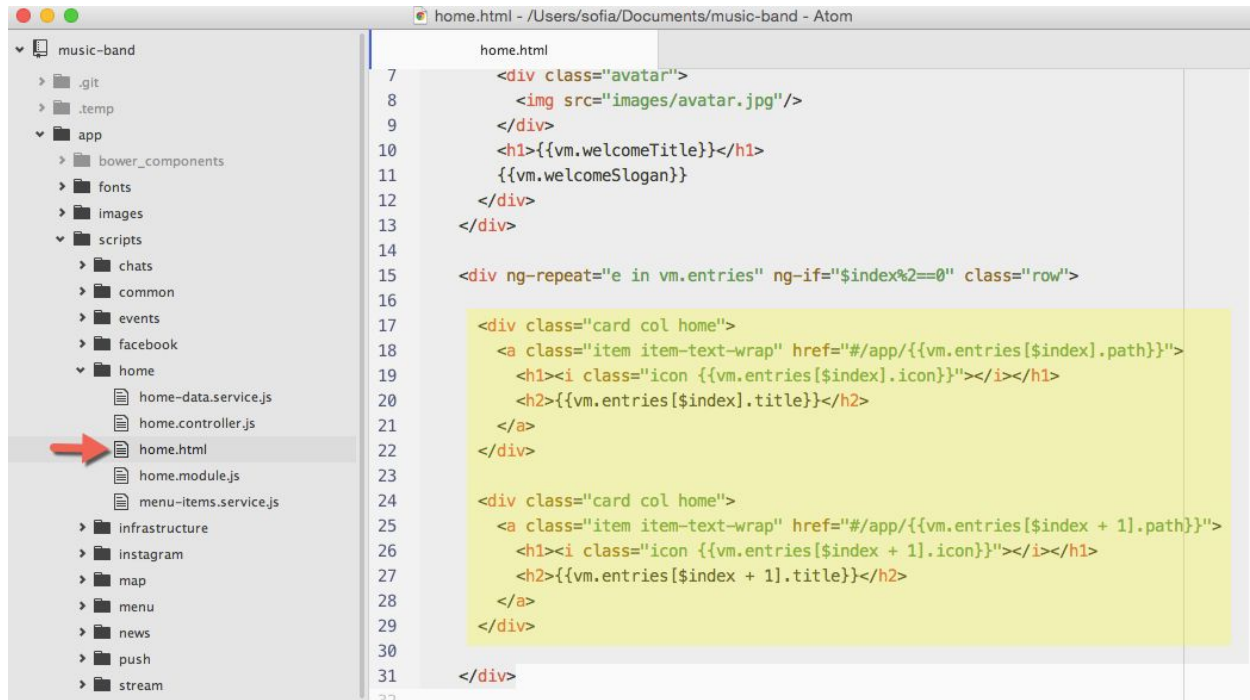 home.html - /Users/sofia/Documents/music-band - Atom
music-band
.git
.temp
app
bower_components
fonts
images
scripts
chats
common
events
facebook
home
home-data.service.js
home.controller.js
home.html
home.module.js
menu-items.service.js
infrastructure
instagram
map
menu
news
push
stream
home.html
7 <div class="avatar">
8 <img src="images/avatar.jpg"/>
9 </div>
10 <h1>{{vm.welcomeTitle}}</h1>
11 {{vm.welcomeSlogan}}
12 </div>
13 </div>
14
15 <div ng-repeat="e in vm.entries" ng-if="$index%2==0" class="row">
16
17 <div class="card col home">
18 <a class="item item-text-wrap" href="#/app/{{vm.entries[$index].path}}">
19 <h1><i class="icon {{vm.entries[$index].icon}}"></i></h1>
20 <h2>{{vm.entries[$index].title}}</h2>
21 </a>
22 </div>
23
24 <div class="card col home">
25 <a class="item item-text-wrap" href="#/app/{{vm.entries[$index + 1].path}}">
26 <h1><i class="icon {{vm.entries[$index + 1].icon}}"></i></h1>
27 <h2>{{vm.entries[$index + 1].title}}</h2>
28 </a>
29 </div>
30
31 </div>
32